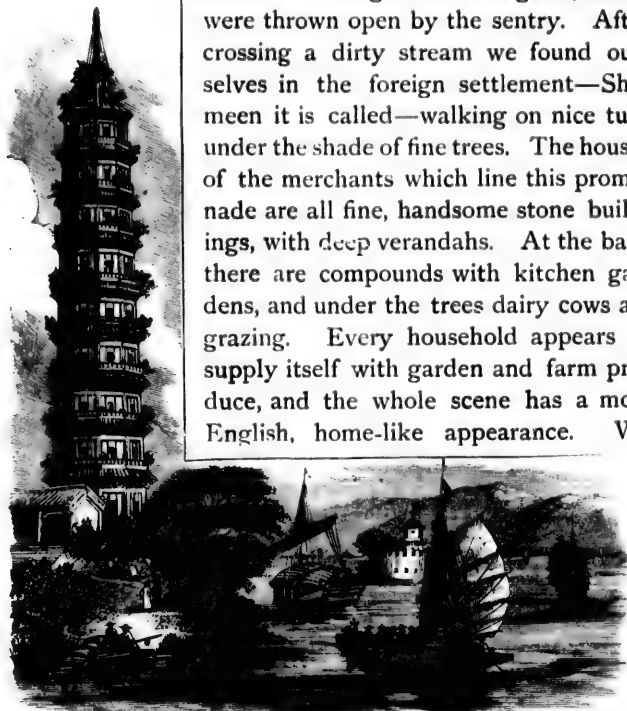 were thrown open by the sentry. Aft
crossing a dirty stream we found ou
selves in the foreign settlement—Sh
meen it is called—walking on nice tu
under the shade of fine trees. The hous
of the merchants which line this prom
nade are all fine, handsome stone buil
ings, with deep verandahs. At the ba
there are compounds with kitchen ga
dens, and under the trees dairy cows a
grazing. Every household appears
supply itself with garden and farm pr
duce, and the whole scene has a mo
English, home-like appearance. W